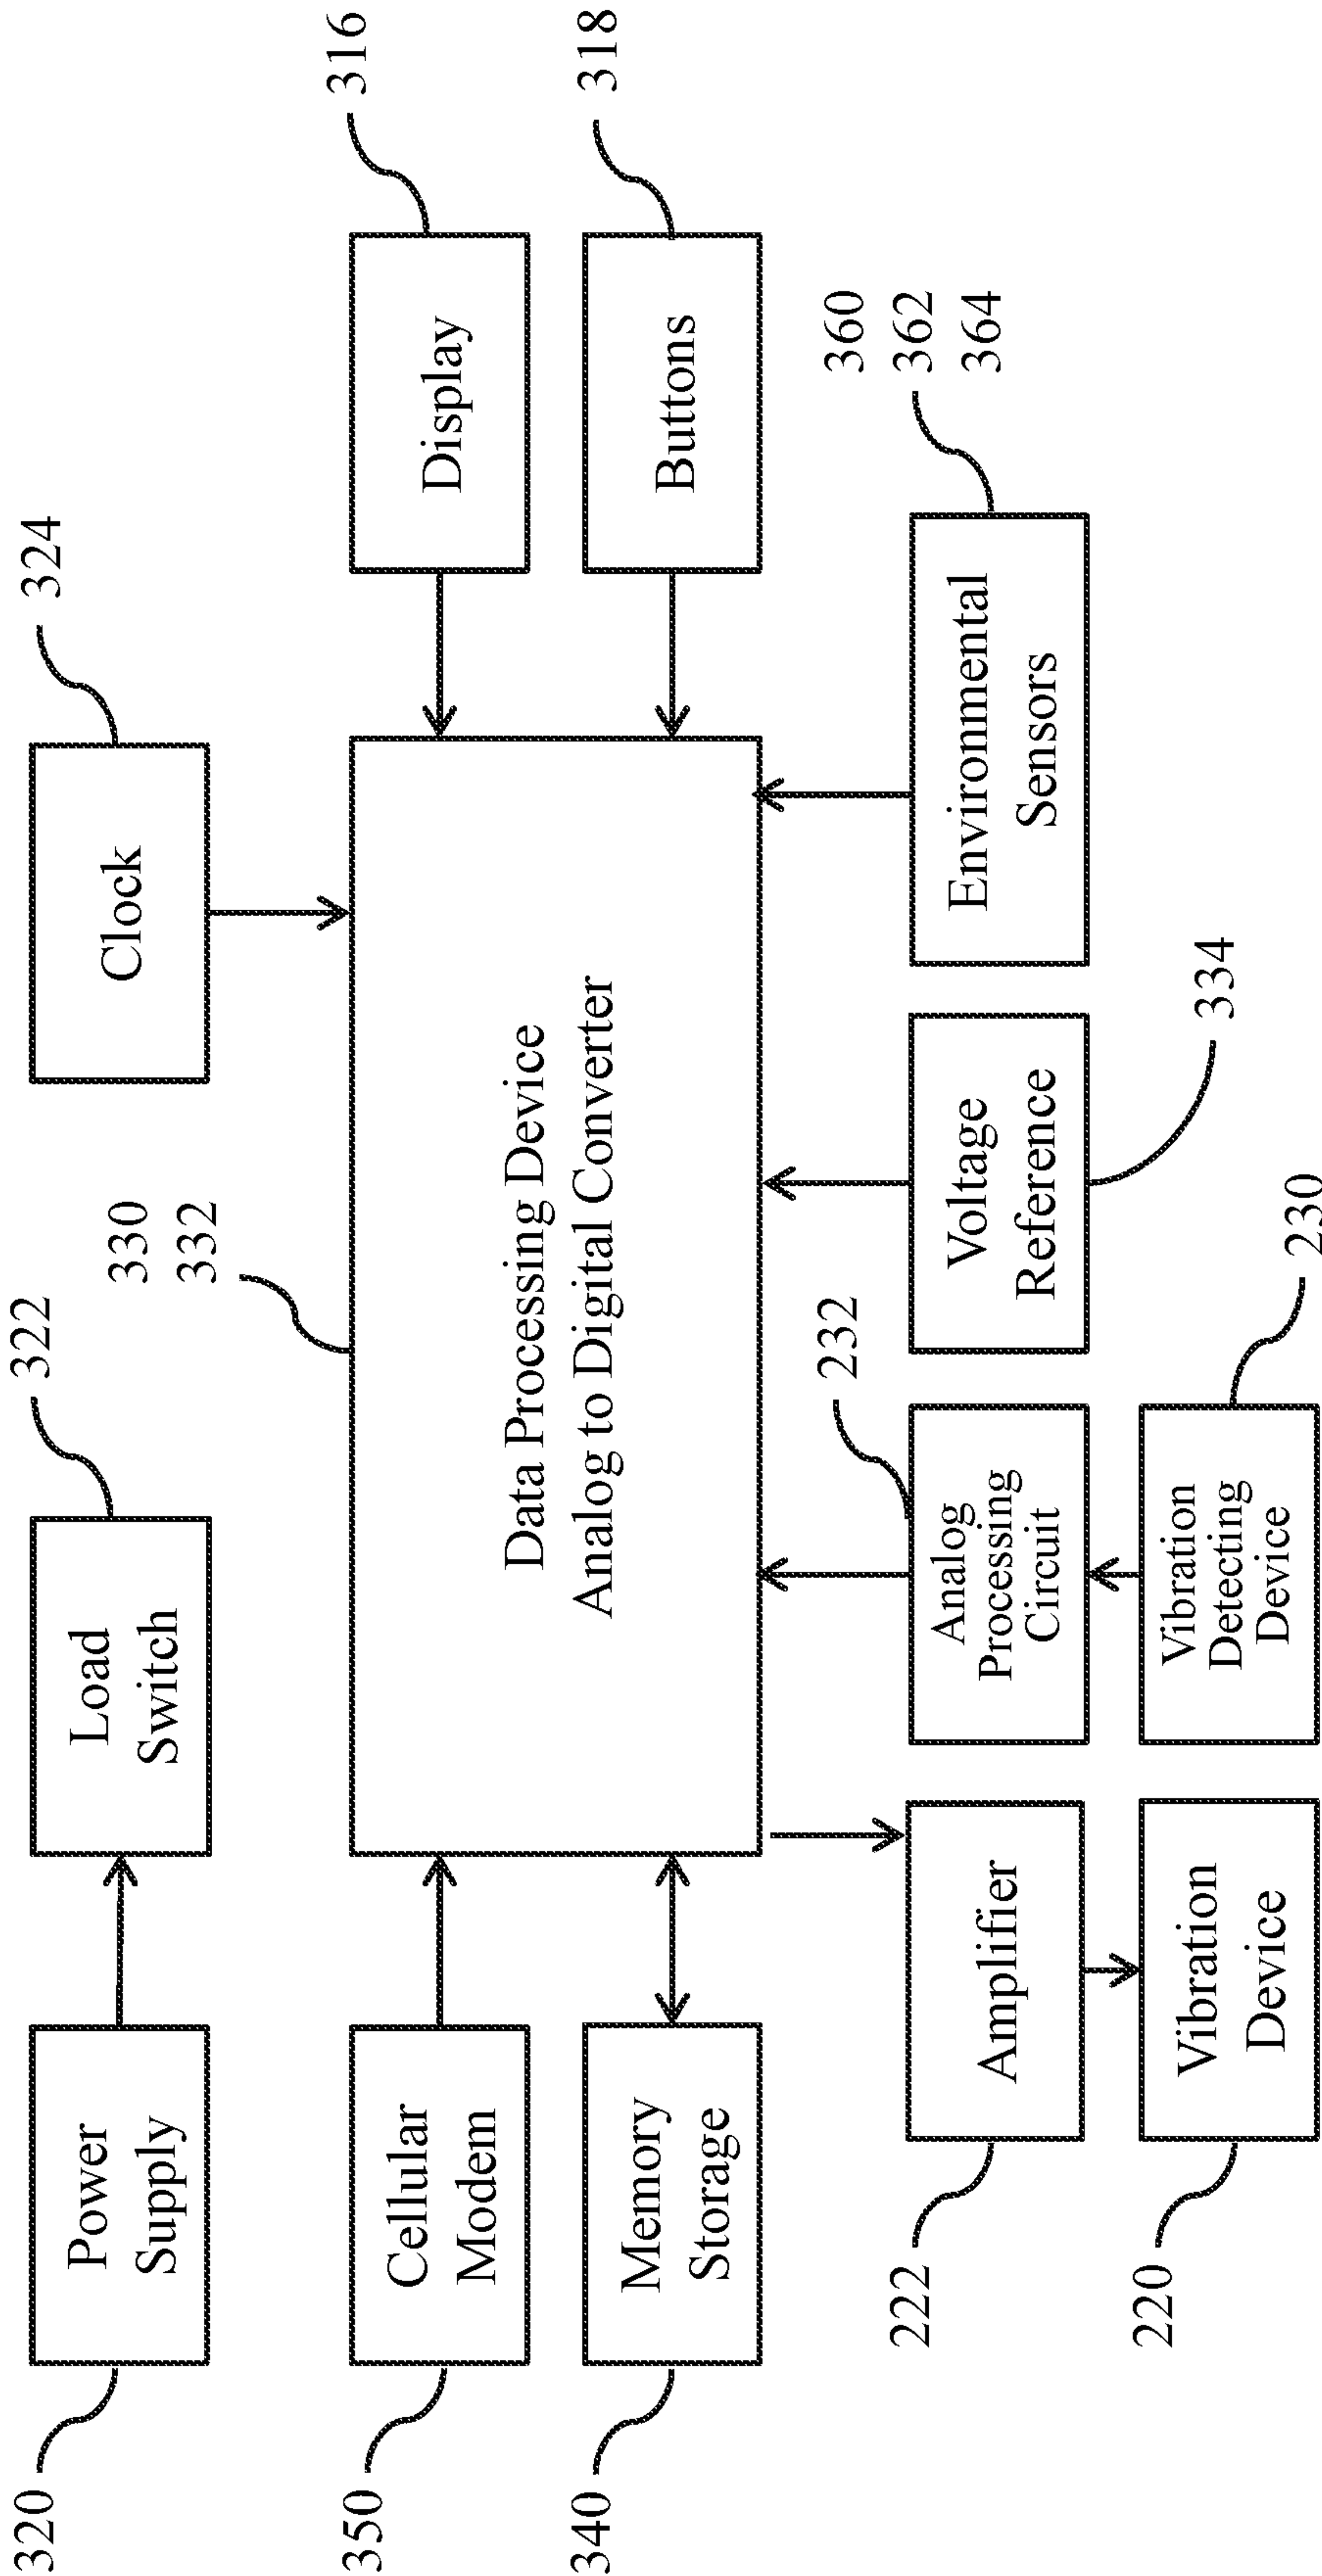 320
Power
Supply
322
Load
Switch
324
Clock
330
332
Data Processing Device
Analog to Digital Converter
350
Cellular
Modem
316
Display
340
Memory
Storage
318
Buttons
222
Amplifier
232
Analog
Processing
Circuit
Voltage
Reference
334
Environmental
Sensors
360
362
364
220
Vibration
Device
Vibration
Detecting
Device
230